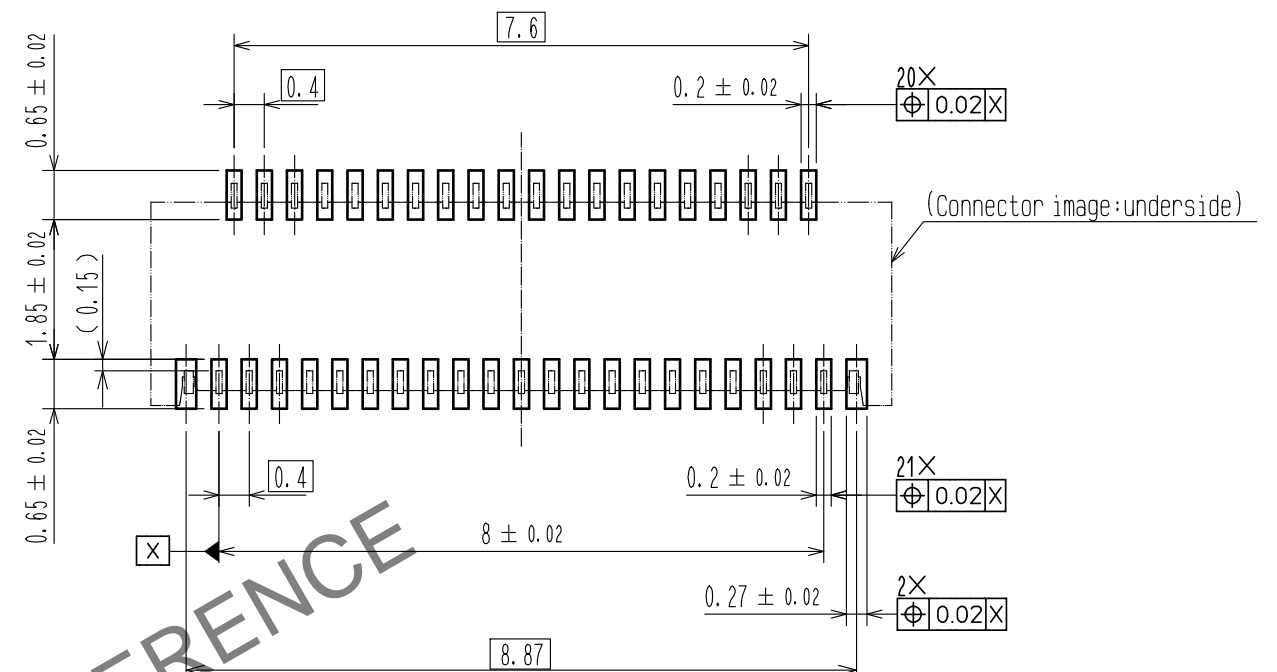 7.6
0.65 ± 0.02
0.4
0.2 ± 0.02
20X
⌖ 0.02 X
(Connector image:underside)
1.85 ± 0.02
(0.15)
0.65 ± 0.02
0.4
0.2 ± 0.02
21X
⌖ 0.02 X
X
8 ± 0.02
0.27 ± 0.02
2X
⌖ 0.02 X
8.87
ERENCE